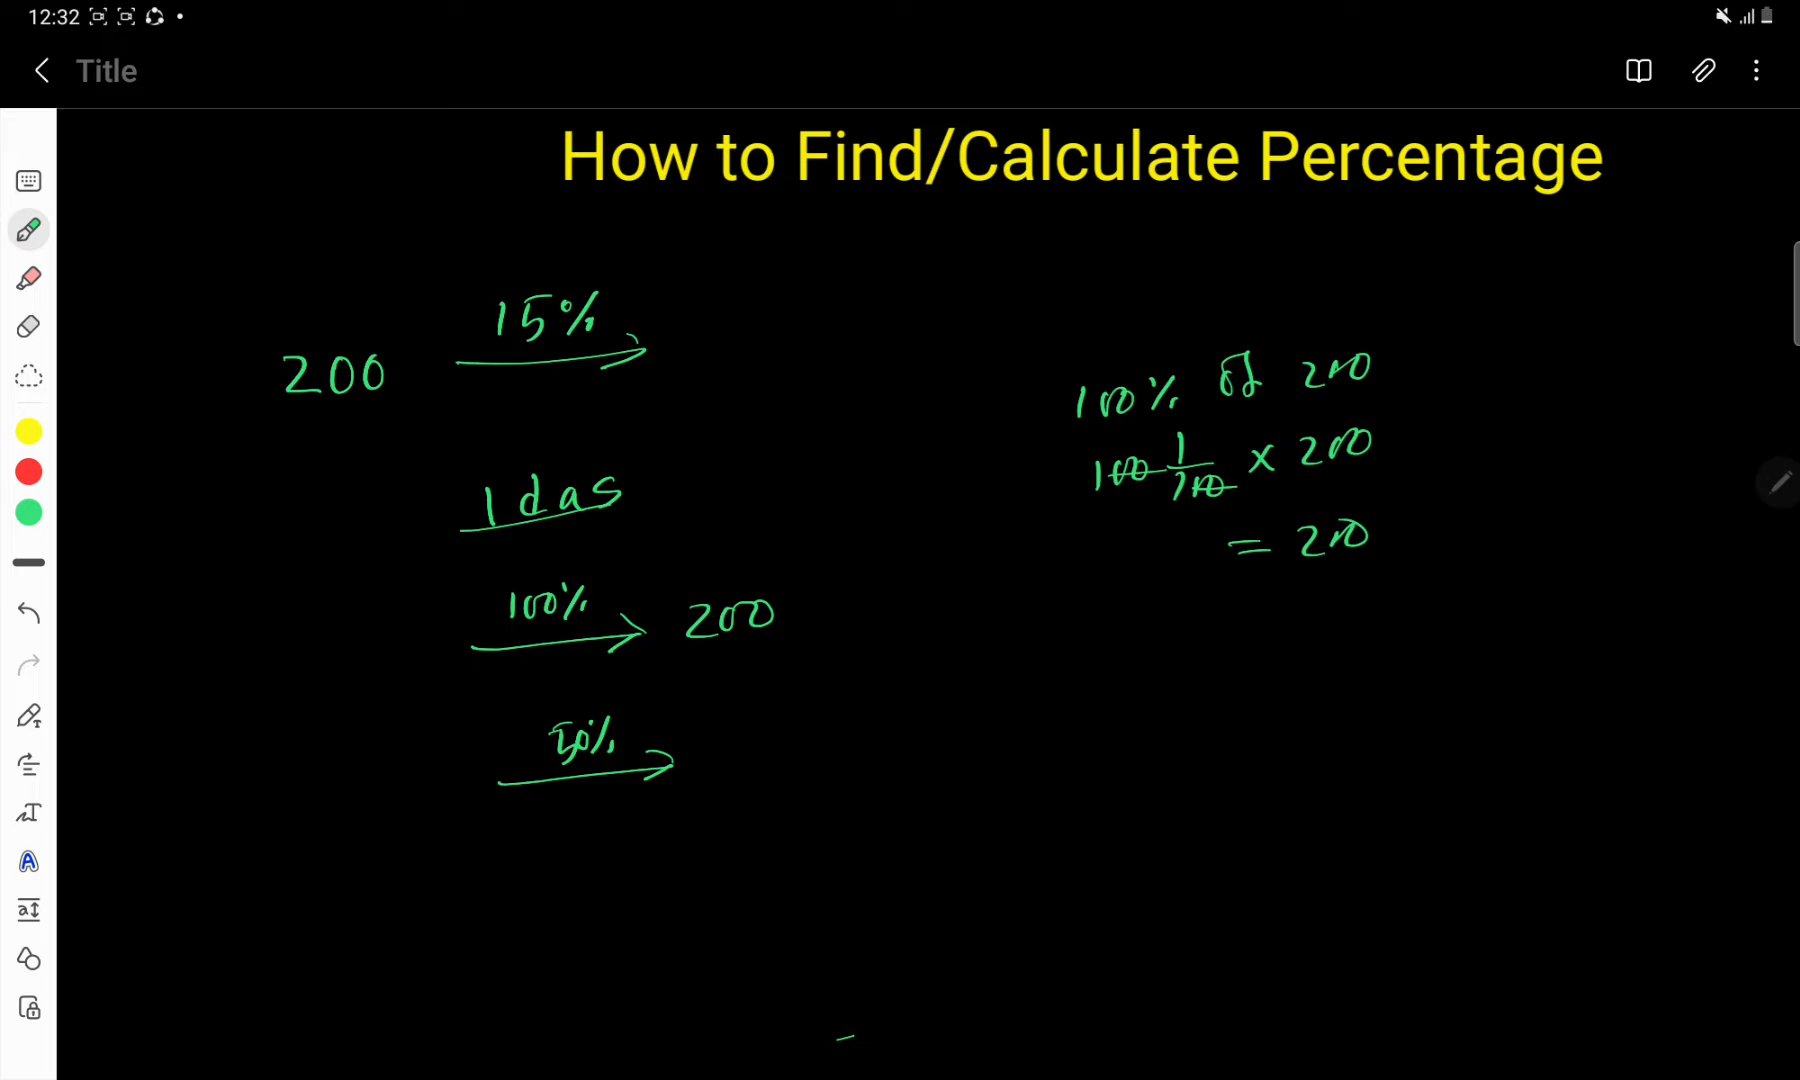 12:32
Title
How to Find/Calculate Percentage
15%
200
1 das
100%
200
50%
100% of 200
100 1/100 x 200
= 200